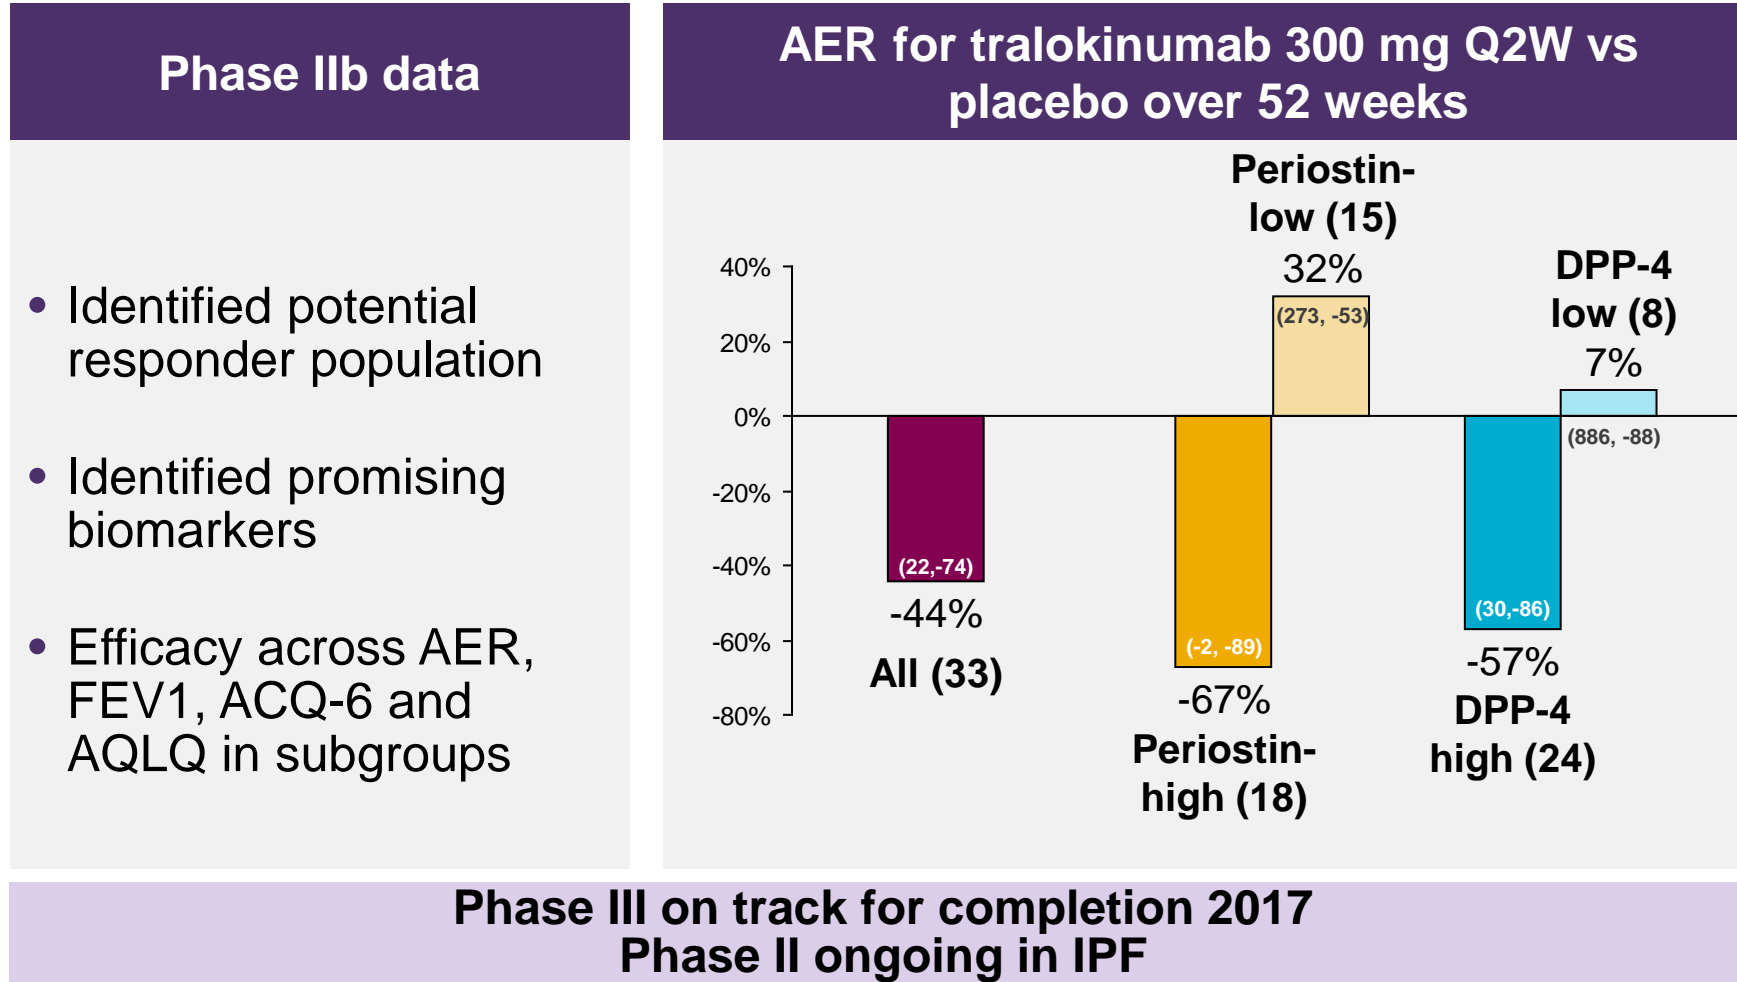 Phase IIb data
• Identified potential
responder population
• Identified promising
biomarkers
• Efficacy across AER,
FEV1, ACQ-6 and
AQLQ in subgroups
AER for tralokinumab 300 mg Q2W vs
placebo over 52 weeks
40%
20%
0%
-20%
-40%
-60%
-80%
(22,-74)
-44%
All (33)
Periostin-
low (15)
32%
(273, -53)
(-2, -89)
-67%
Periostin-
high (18)
DPP-4
low (8)
7%
(886, -88)
(30,-86)
-57%
DPP-4
high (24)
Phase III on track for completion 2017
Phase II ongoing in IPF